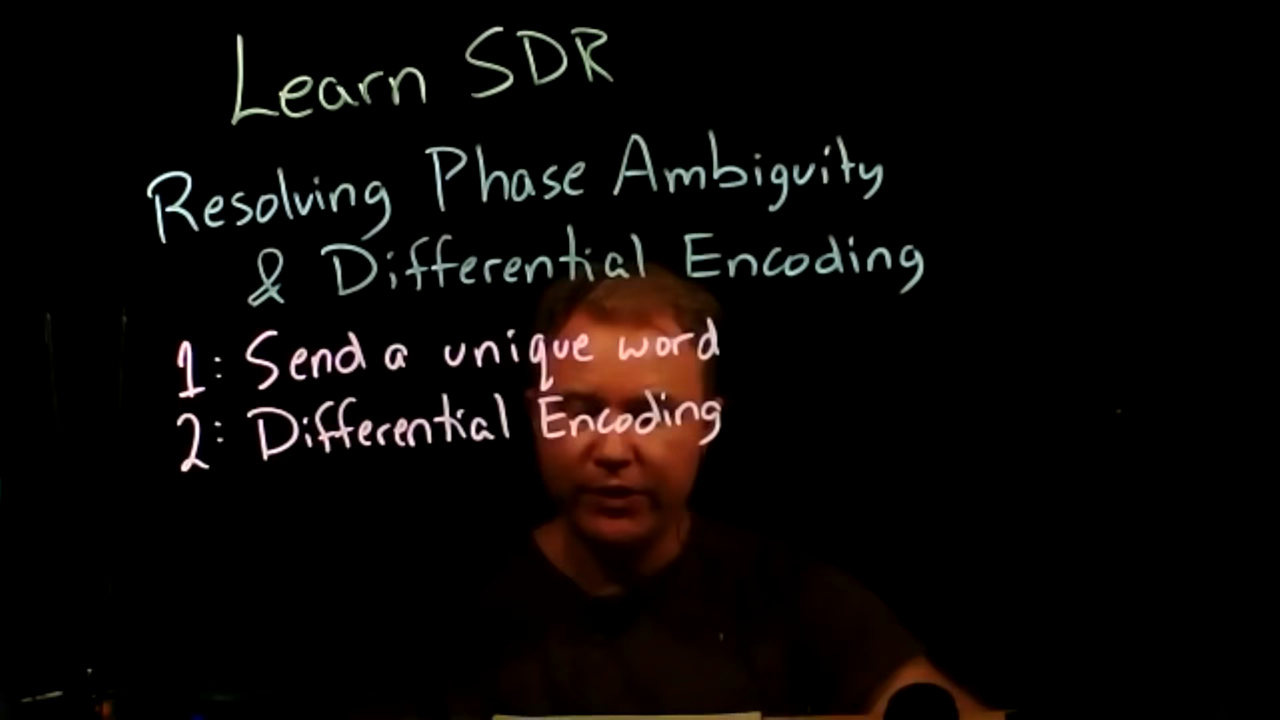 Learn SDR
Resolving Phase Ambiguity
& Differential Encoding
1: Send a unique word
2: Differential Encoding